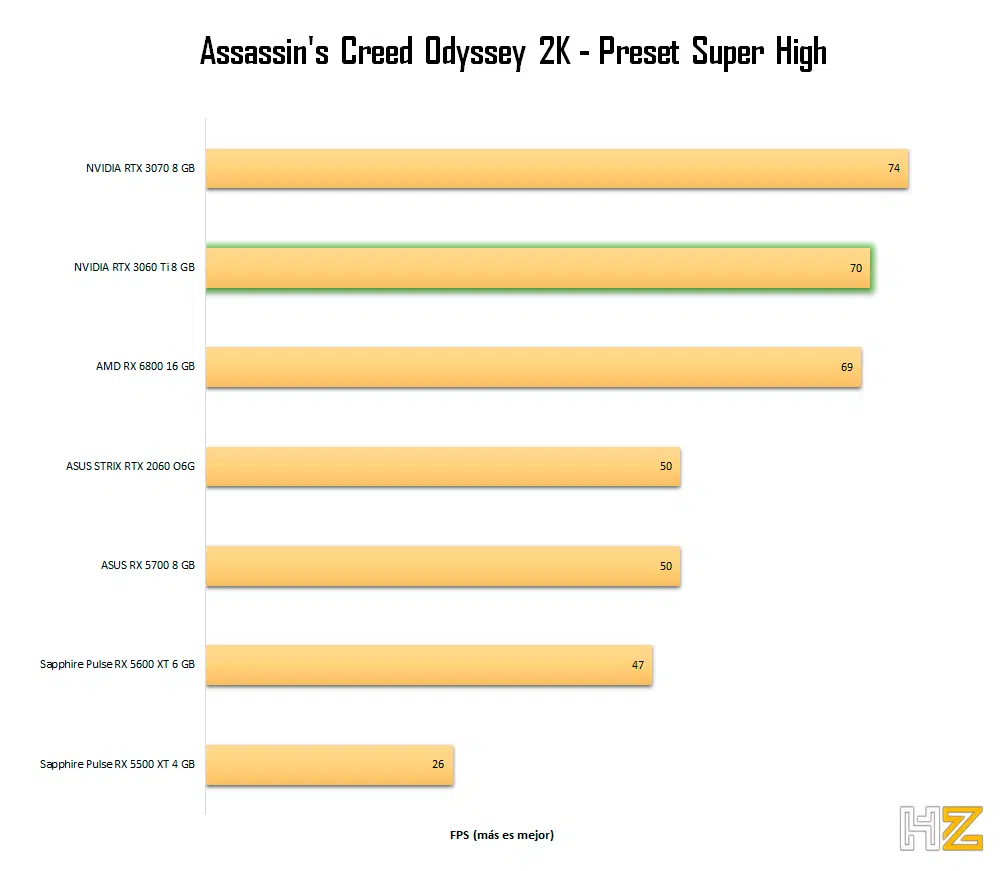 Assassin's Creed Odyssey 2K - Preset Super High
NVIDIA RTX 3070 8 GB
74
NVIDIA RTX 3060 Ti 8 GB
70
AMD RX 6800 16 GB
69
ASUS STRIX RTX 2060 O6G
50
ASUS RX 5700 8 GB
50
Sapphire Pulse RX 5600 XT 6 GB
47
Sapphire Pulse RX 5500 XT 4 GB
26
FPS (más es mejor)
HZ